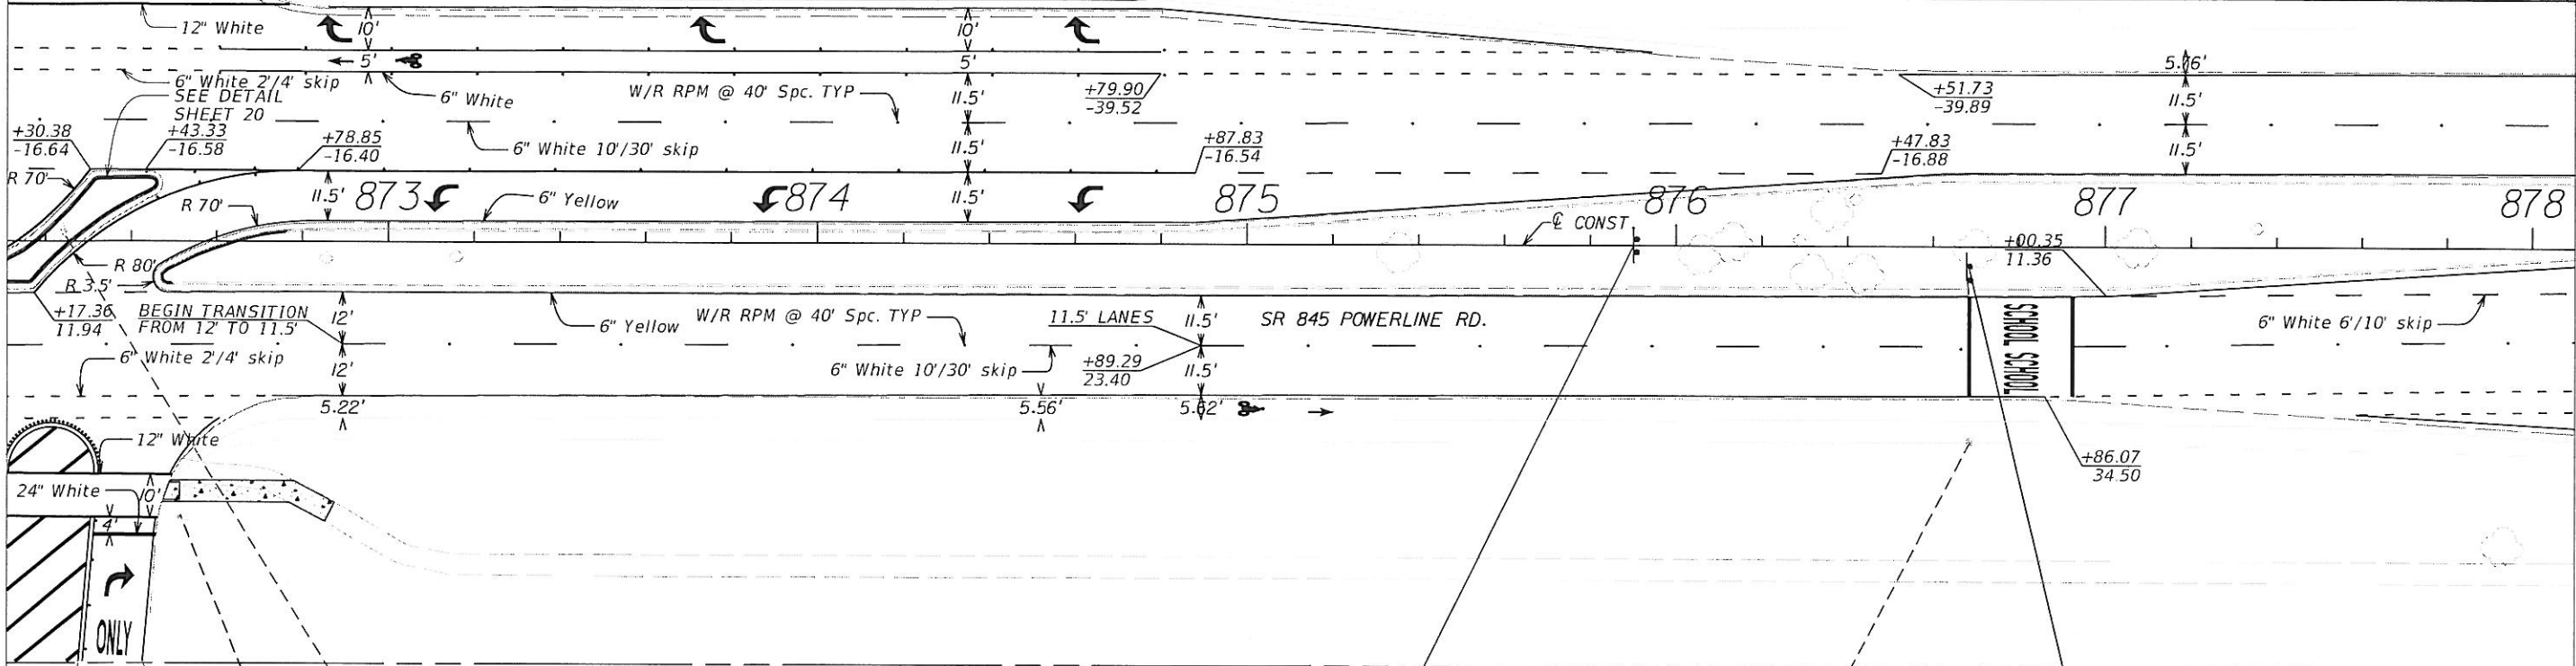 12" White
10'
10'
5'
5'
5.16'
6" White 2'/4' skip
SEE DETAIL
SHEET 20
6" White
W/R RPM @ 40' Spc. TYP
+79.90
-39.52
+51.73
-39.89
11.5'
11.5'
11.5'
11.5'
+30.38
-16.64
+43.33
-16.58
+78.85
-16.40
6" White 10'/30' skip
+87.83
-16.54
+47.83
-16.88
R 70'
R 70'
11.5'
873
6" Yellow
874
11.5'
875
876
877
878
℄ CONST.
+00.35
11.36
R 80'
R 3.5'
+17.36
11.94
BEGIN TRANSITION
FROM 12' TO 11.5'
12'
6" Yellow
W/R RPM @ 40' Spc. TYP
11.5' LANES
11.5'
SR 845 POWERLINE RD.
SCHOOL SCHOOL
6" White 6'/10' skip
6" White 2'/4' skip
12'
6" White 10'/30' skip
+89.29
23.40
11.5'
5.22'
5.56'
5.62'
12" White
+86.07
34.50
24" White
10'
4'
ONLY